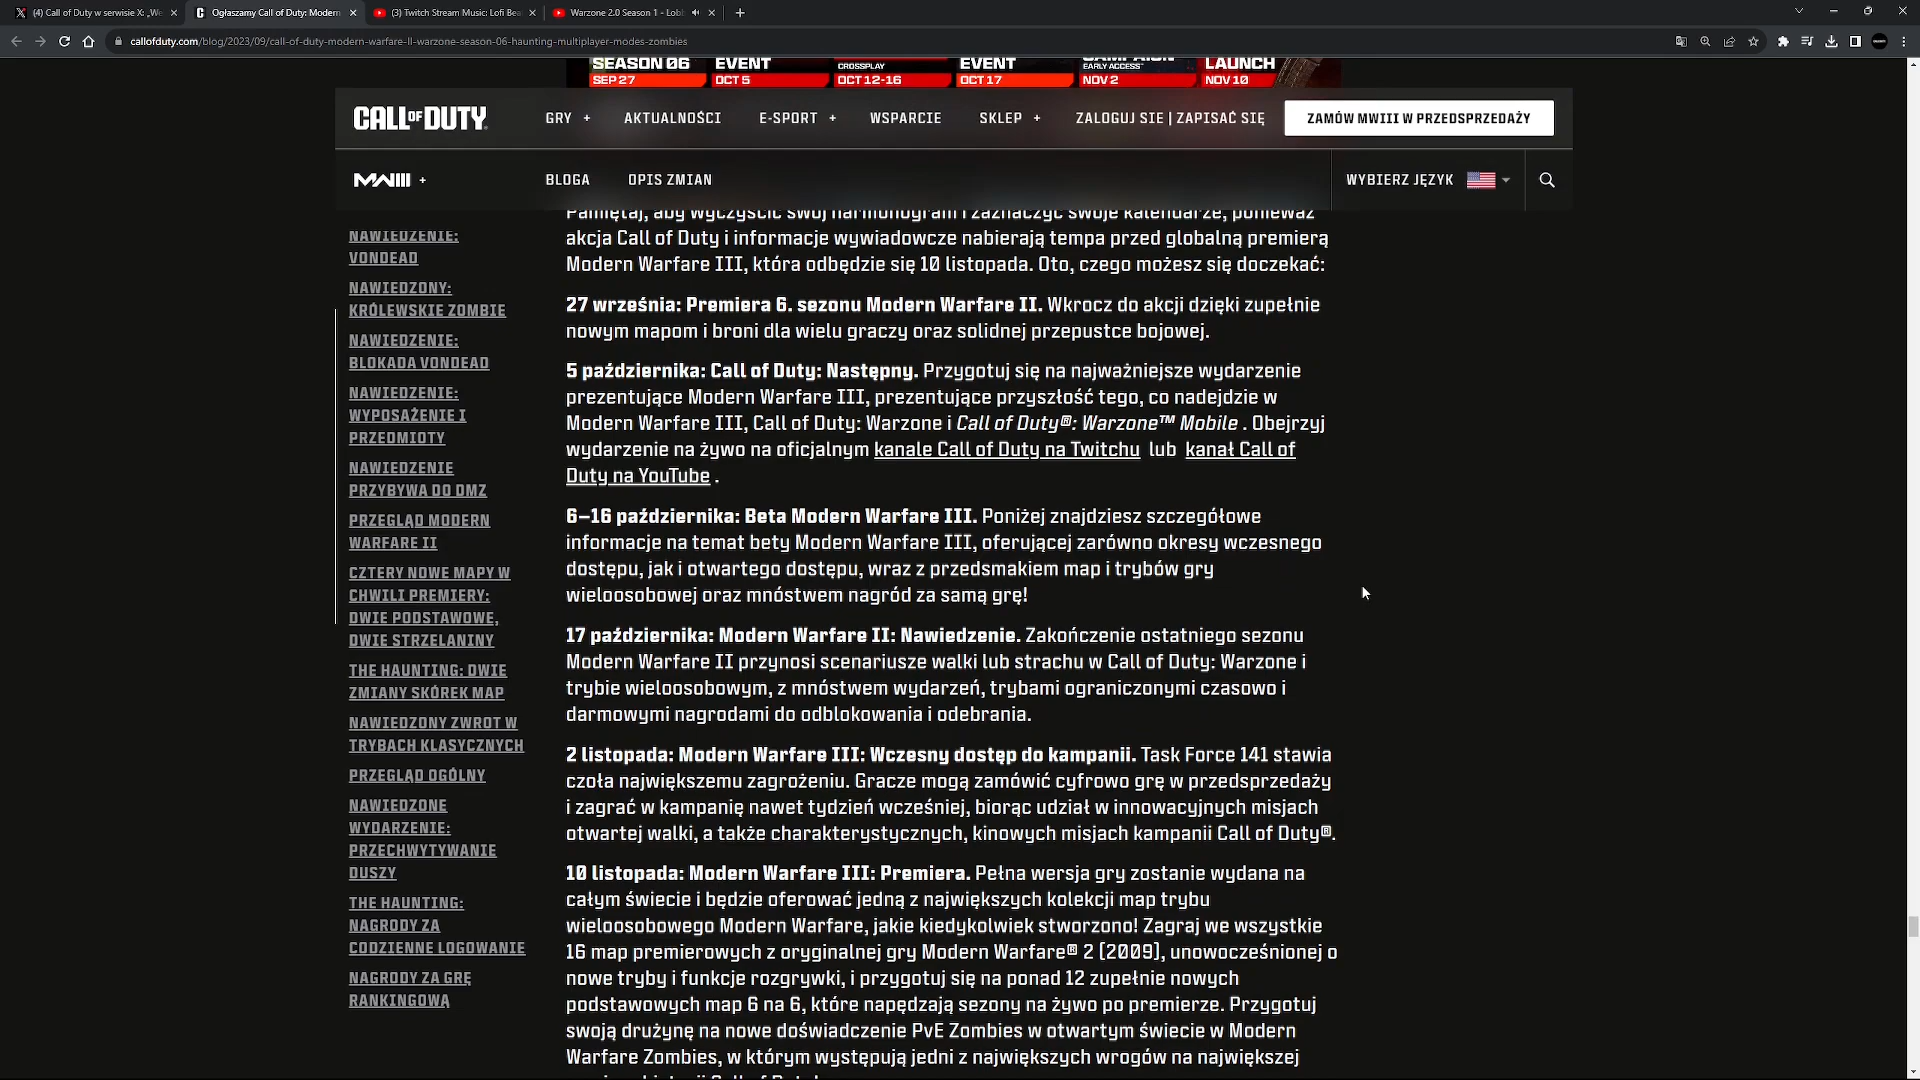 (4) Call of Duty w serwisie X: „We
Ogłaszamy Call of Duty: Modern
(3) Twitch Stream Music: Lofi Bea
Warzone 2.0 Season 1 - Lobb
callofduty.com/blog/2023/09/call-of-duty-modern-warfare-II-warzone-season-06-haunting-multiplayer-modes-zombies
SEASON 06
SEP 27
EVENT
OCT 5
CROSSPLAY
OCT 12-16
EVENT
OCT 17
CAMPAIGN
EARLY ACCESS
NOV 2
LAUNCH
NOV 10
CALL OF DUTY
GRY +
AKTUALNOŚCI
E-SPORT +
WSPARCIE
SKLEP +
ZALOGUJ SIE | ZAPISAĆ SIĘ
ZAMÓW MWIII W PRZEDSPRZEDAŻY
MWIII +
BLOGA
OPIS ZMIAN
WYBIERZ JĘZYK
NAWIEDZENIE:
VONDEAD
NAWIEDZONY:
KRÓLEWSKIE ZOMBIE
NAWIEDZENIE:
BLOKADA VONDEAD
NAWIEDZENIE:
WYPOSAŻENIE I
PRZEDMIOTY
NAWIEDZENIE
PRZYBYWA DO DMZ
PRZEGLĄD MODERN
WARFARE II
CZTERY NOWE MAPY W
CHWILI PREMIERY:
DWIE PODSTAWOWE,
DWIE STRZELANINY
THE HAUNTING: DWIE
ZMIANY SKÓREK MAP
NAWIEDZONY ZWROT W
TRYBACH KLASYCZNYCH
PRZEGLĄD OGÓLNY
NAWIEDZONE
WYDARZENIE:
PRZECHWYTYWANIE
DUSZY
THE HAUNTING:
NAGRODY ZA
CODZIENNE LOGOWANIE
NAGRODY ZA GRĘ
RANKINGOWĄ
Pamiętaj, aby wyczyścić swój harmonogram i zaznaczyć swoje kalendarze, ponieważ
akcja Call of Duty i informacje wywiadowcze nabierają tempa przed globalną premierą
Modern Warfare III, która odbędzie się 10 listopada. Oto, czego możesz się doczekać:
27 września: Premiera 6. sezonu Modern Warfare II. Wkrocz do akcji dzięki zupełnie
nowym mapom i broni dla wielu graczy oraz solidnej przepustce bojowej.
5 października: Call of Duty: Następny. Przygotuj się na najważniejsze wydarzenie
prezentujące Modern Warfare III, prezentujące przyszłość tego, co nadejdzie w
Modern Warfare III, Call of Duty: Warzone i Call of Duty®: Warzone™ Mobile . Obejrzyj
wydarzenie na żywo na oficjalnym kanale Call of Duty na Twitchu lub kanał Call of
Duty na YouTube .
6–16 października: Beta Modern Warfare III. Poniżej znajdziesz szczegółowe
informacje na temat bety Modern Warfare III, oferującej zarówno okresy wczesnego
dostępu, jak i otwartego dostępu, wraz z przedsmakiem map i trybów gry
wieloosobowej oraz mnóstwem nagród za samą grę!
17 października: Modern Warfare II: Nawiedzenie. Zakończenie ostatniego sezonu
Modern Warfare II przynosi scenariusze walki lub strachu w Call of Duty: Warzone i
trybie wieloosobowym, z mnóstwem wydarzeń, trybami ograniczonymi czasowo i
darmowymi nagrodami do odblokowania i odebrania.
2 listopada: Modern Warfare III: Wczesny dostęp do kampanii. Task Force 141 stawia
czoła największemu zagrożeniu. Gracze mogą zamówić cyfrowo grę w przedsprzedaży
i zagrać w kampanię nawet tydzień wcześniej, biorąc udział w innowacyjnych misjach
otwartej walki, a także charakterystycznych, kinowych misjach kampanii Call of Duty®.
10 listopada: Modern Warfare III: Premiera. Pełna wersja gry zostanie wydana na
całym świecie i będzie oferować jedną z największych kolekcji map trybu
wieloosobowego Modern Warfare, jakie kiedykolwiek stworzono! Zagraj we wszystkie
16 map premierowych z oryginalnej gry Modern Warfare® 2 [2009], unowocześnionej o
nowe tryby i funkcje rozgrywki, i przygotuj się na ponad 12 zupełnie nowych
podstawowych map 6 na 6, które napędzają sezony na żywo po premierze. Przygotuj
swoją drużynę na nowe doświadczenie PvE Zombies w otwartym świecie w Modern
Warfare Zombies, w którym występują jedni z największych wrogów na największej